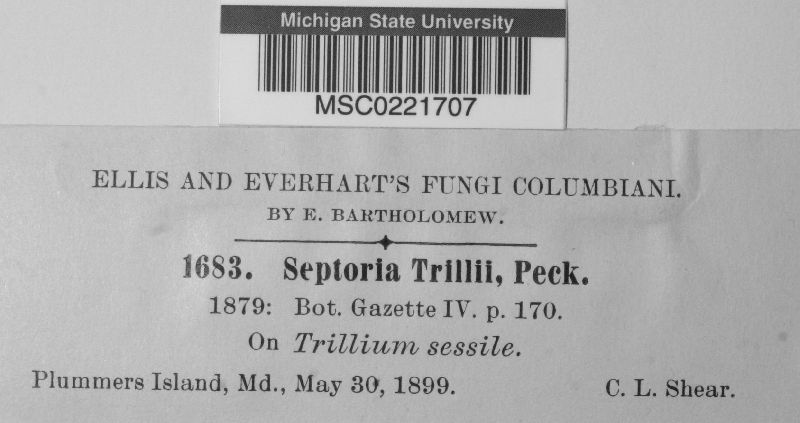 Michigan State University
MSC0221707
ELLIS AND EVERHART'S FUNGI COLUMBIANI.
BY E. BARTHOLOMEW.
1683. Septoria Trillii, Peck.
1879: Bot. Gazette IV. p. 170.
On Trillium sessile.
Plummers Island, Md., May 30, 1899. C. L. Shear.